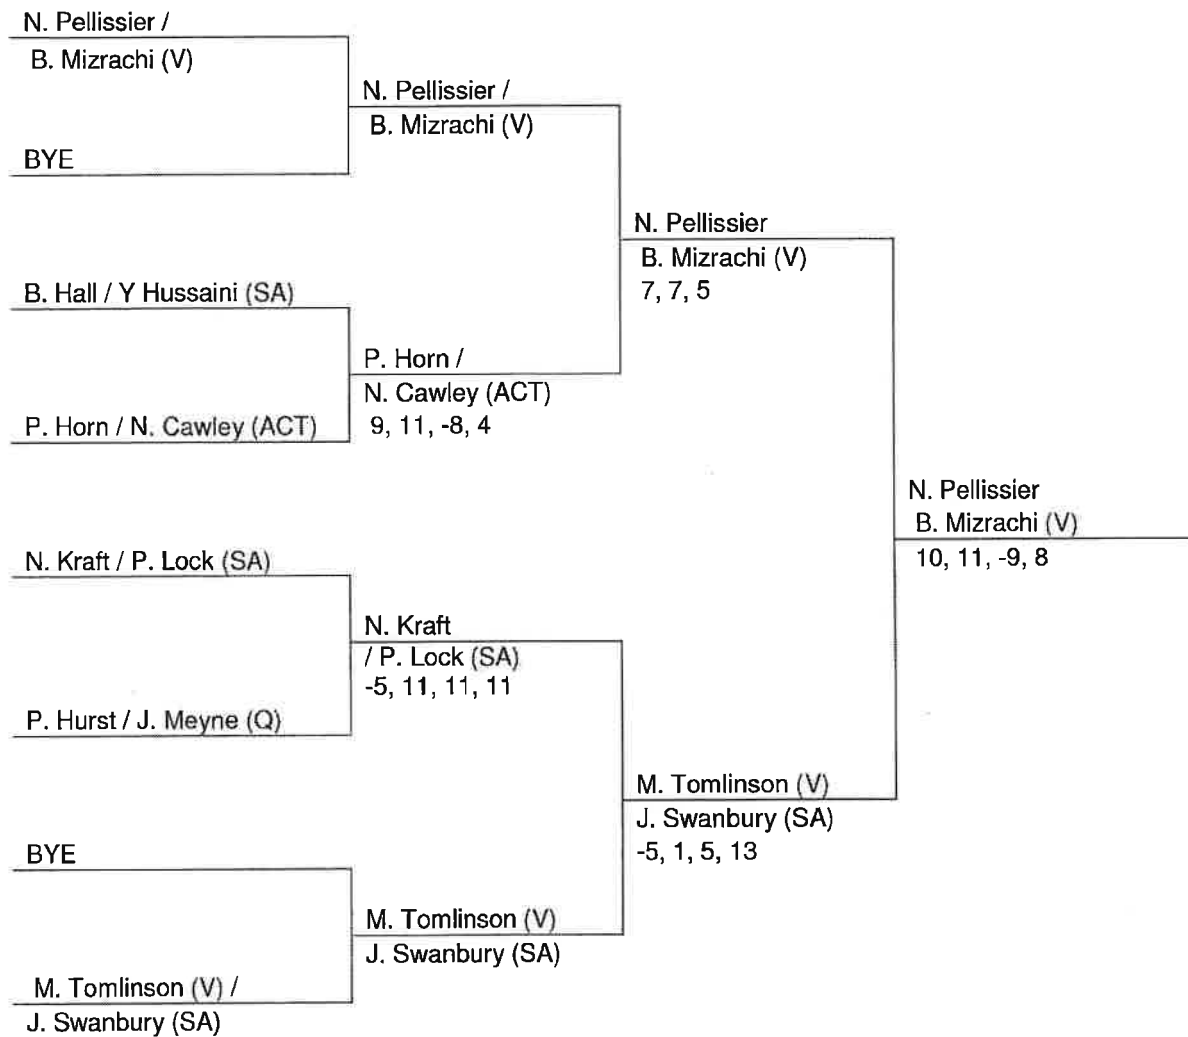 N. Pellissier /
B. Mizrachi (V)
BYE
B. Hall / Y Hussaini (SA)
P. Horn / N. Cawley (ACT)
N. Kraft / P. Lock (SA)
P. Hurst / J. Meyne (Q)
BYE
M. Tomlinson (V) /
J. Swanbury (SA)
N. Pellissier /
B. Mizrachi (V)
P. Horn /
N. Cawley (ACT)
9, 11, -8, 4
N. Kraft
/ P. Lock (SA)
-5, 11, 11, 11
M. Tomlinson (V)
J. Swanbury (SA)
N. Pellissier
B. Mizrachi (V)
7, 7, 5
M. Tomlinson (V)
J. Swanbury (SA)
-5, 1, 5, 13
N. Pellissier
B. Mizrachi (V)
10, 11, -9, 8